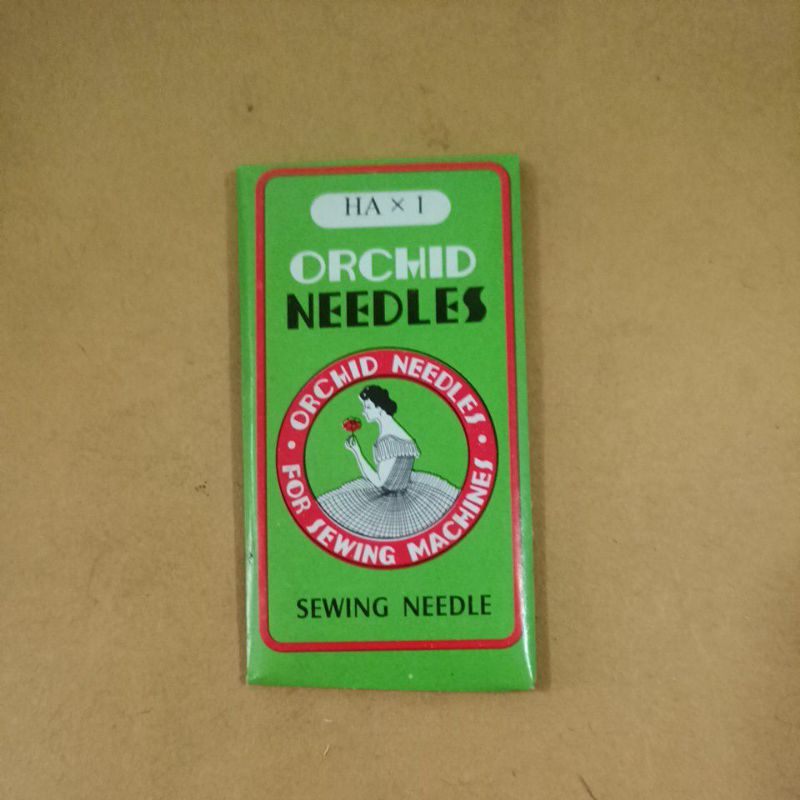 HA × 1
ORCHID
NEEDLES
ORCHID NEEDLES
FOR SEWING MACHINES
SEWING NEEDLE